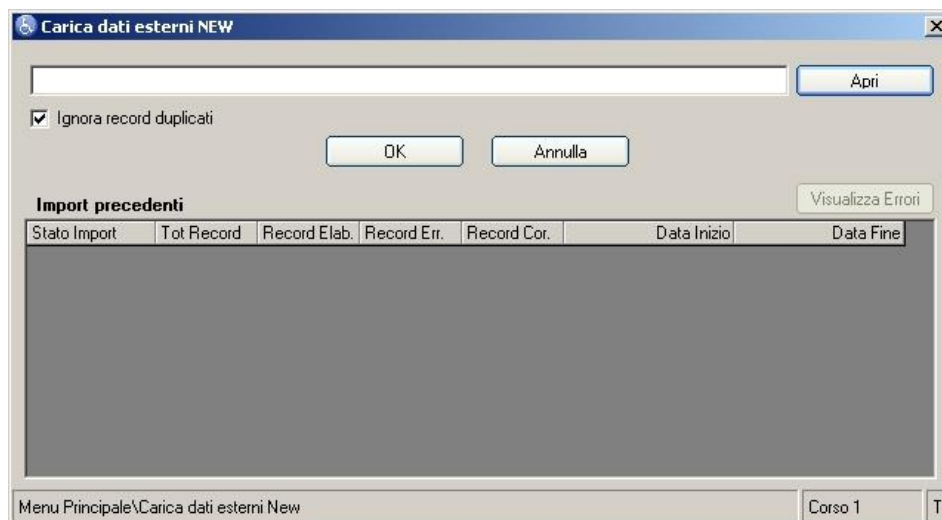 Carica dati esterni NEW
Apri
Ignora record duplicati
OK Annulla
Visualizza Errori
Import precedenti
Stato Import Tot Record Record Elab. Record Err. Record Cor. Data Inizio Data Fine
Menu Principale\Carica dati esterni New Corso 1 T